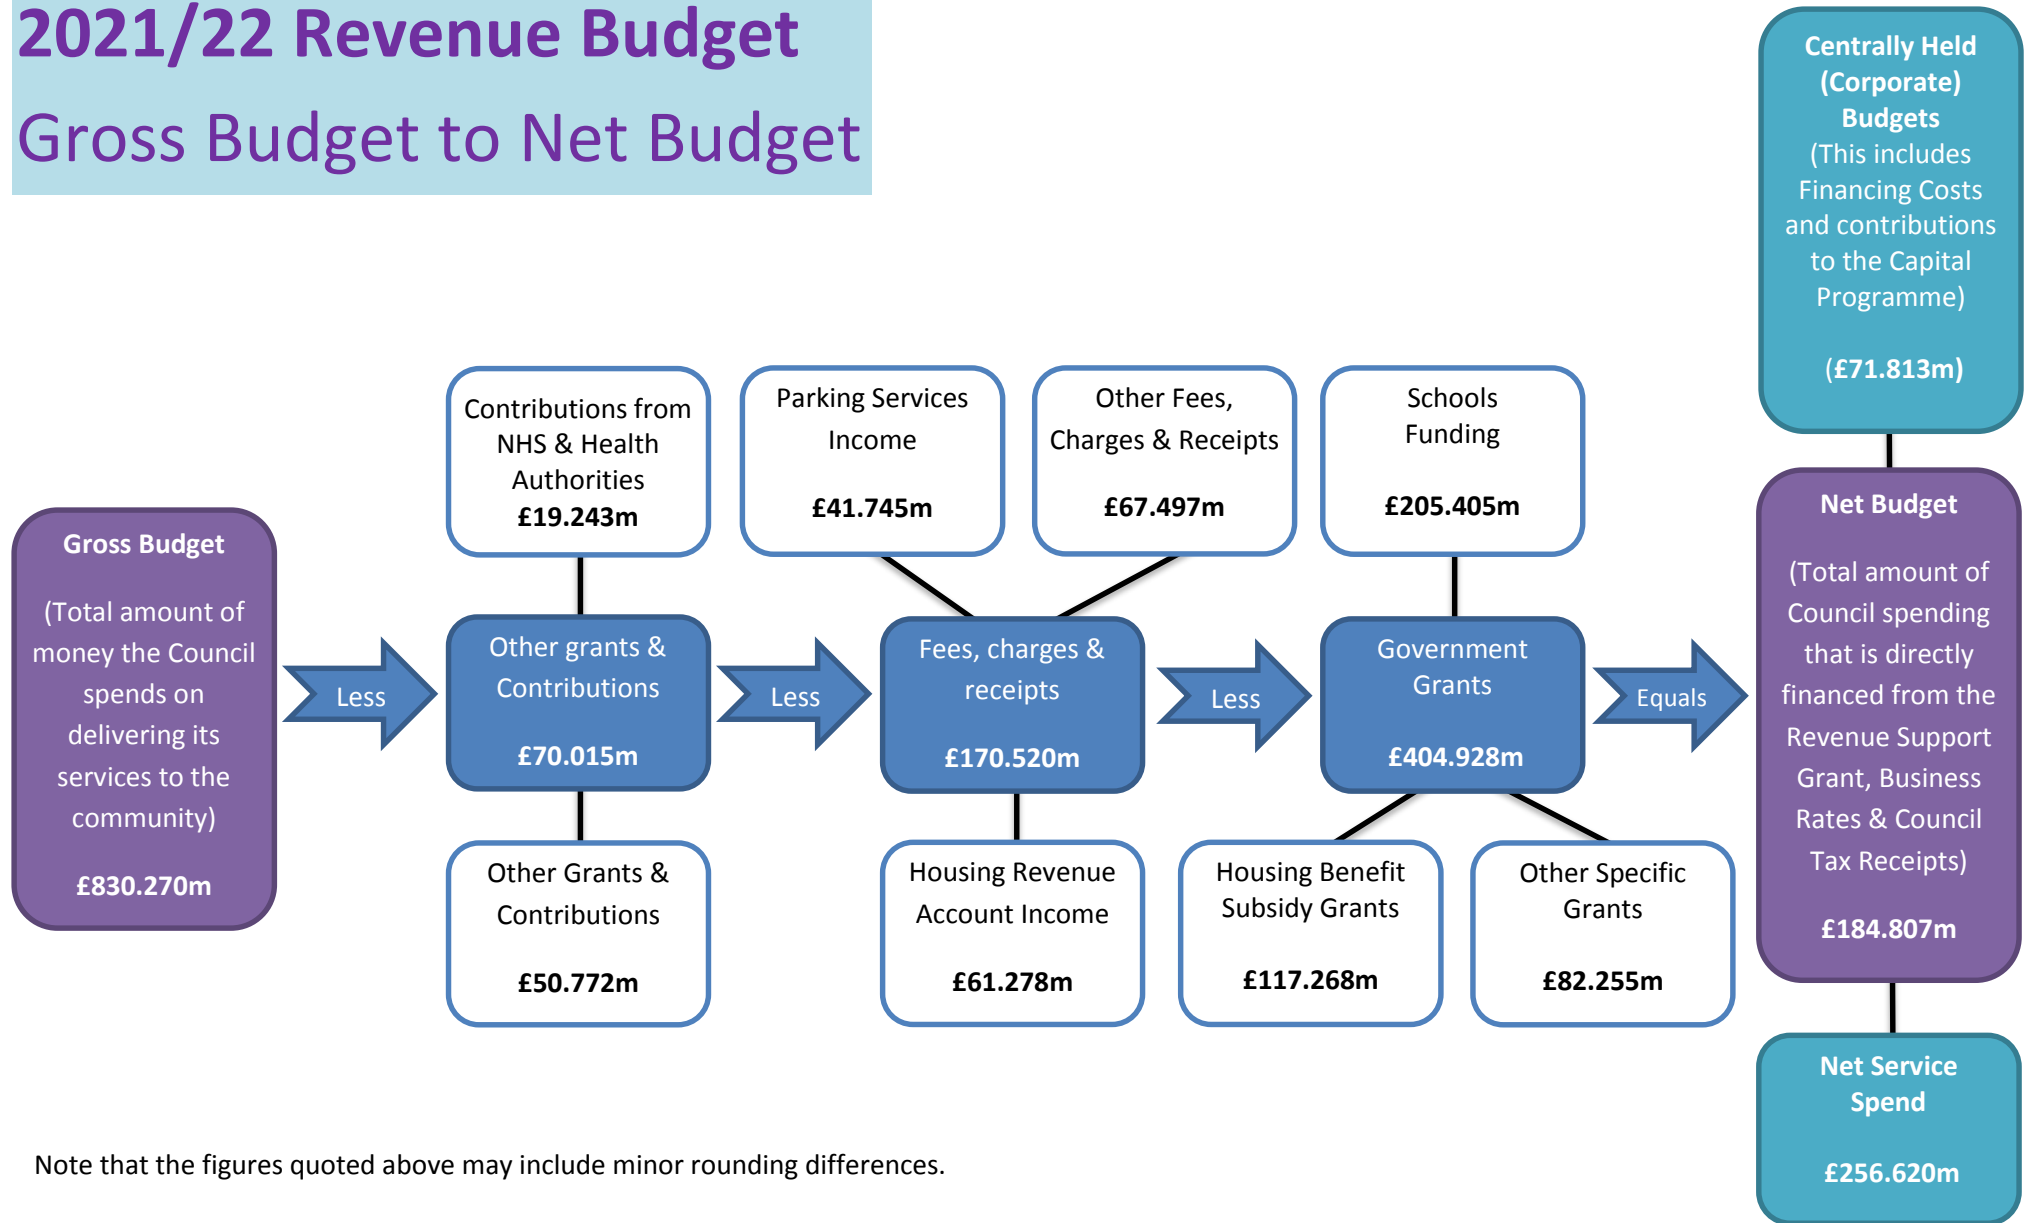 2021/22 Revenue Budget
Gross Budget to Net Budget
Gross Budget
(Total amount of
money the Council
spends on
delivering its
services to the
community)
£830.270m
Less
Contributions from
NHS & Health
Authorities
£19.243m
Other grants &
Contributions
£70.015m
Other Grants &
Contributions
£50.772m
Less
Parking Services
Income
£41.745m
Other Fees,
Charges & Receipts
£67.497m
Fees, charges &
receipts
£170.520m
Housing Revenue
Account Income
£61.278m
Less
Schools
Funding
£205.405m
Government
Grants
£404.928m
Housing Benefit
Subsidy Grants
£117.268m
Other Specific
Grants
£82.255m
Equals
Centrally Held
(Corporate)
Budgets
(This includes
Financing Costs
and contributions
to the Capital
Programme)
(£71.813m)
Net Budget
(Total amount of
Council spending
that is directly
financed from the
Revenue Support
Grant, Business
Rates & Council
Tax Receipts)
£184.807m
Net Service
Spend
£256.620m
Note that the figures quoted above may include minor rounding differences.